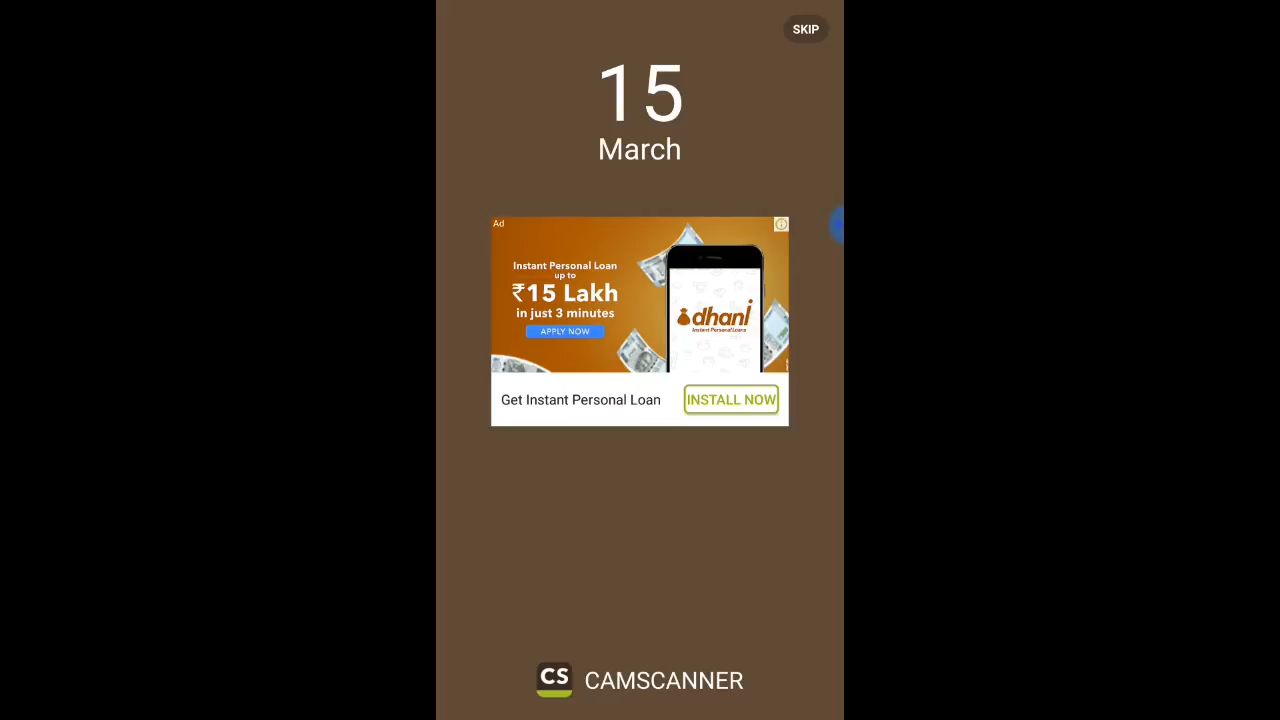 SKIP
15
March
Ad
Instant Personal Loan
up to
₹15 Lakh
in just 3 minutes
APPLY NOW
dhani
Instant Personal Loans
Get Instant Personal Loan
INSTALL NOW
CS
CAMSCANNER